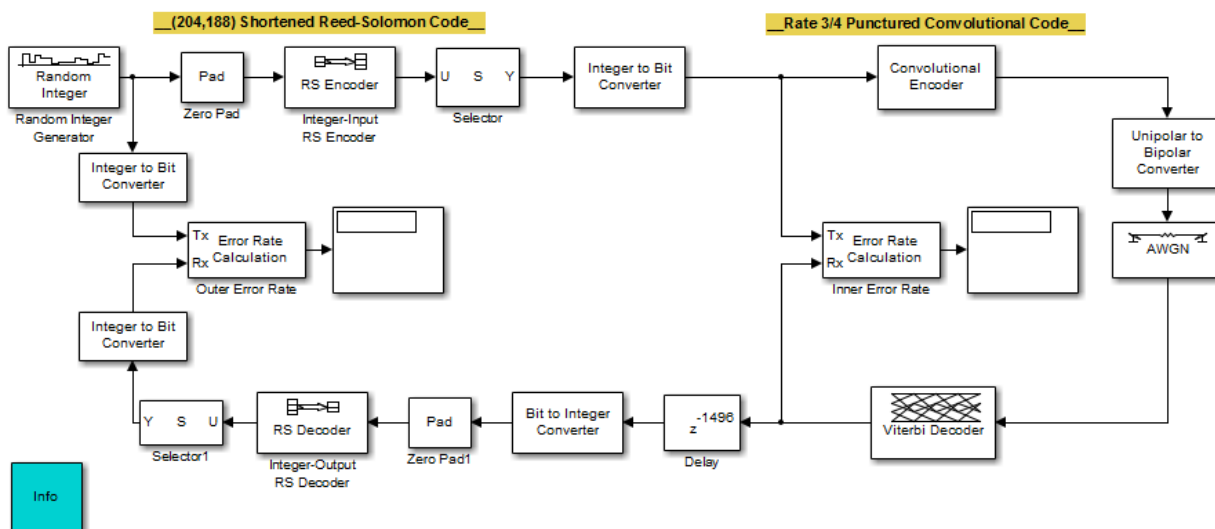 __(204,188) Shortened Reed-Solomon Code__
__Rate 3/4 Punctured Convolutional Code__
Random
Integer
Random Integer
Generator
Pad
Zero Pad
RS Encoder
Integer-Input
RS Encoder
U S Y
Selector
Integer to Bit
Converter
Convolutional
Encoder
Unipolar to
Bipolar
Converter
AWGN
Integer to Bit
Converter
Tx
Rx
Error Rate
Calculation
Outer Error Rate
Tx
Rx
Error Rate
Calculation
Inner Error Rate
Integer to Bit
Converter
Y S U
Selector1
RS Decoder
Integer-Output
RS Decoder
Pad
Zero Pad1
Bit to Integer
Converter
z^-1496
Delay
Viterbi Decoder
Info